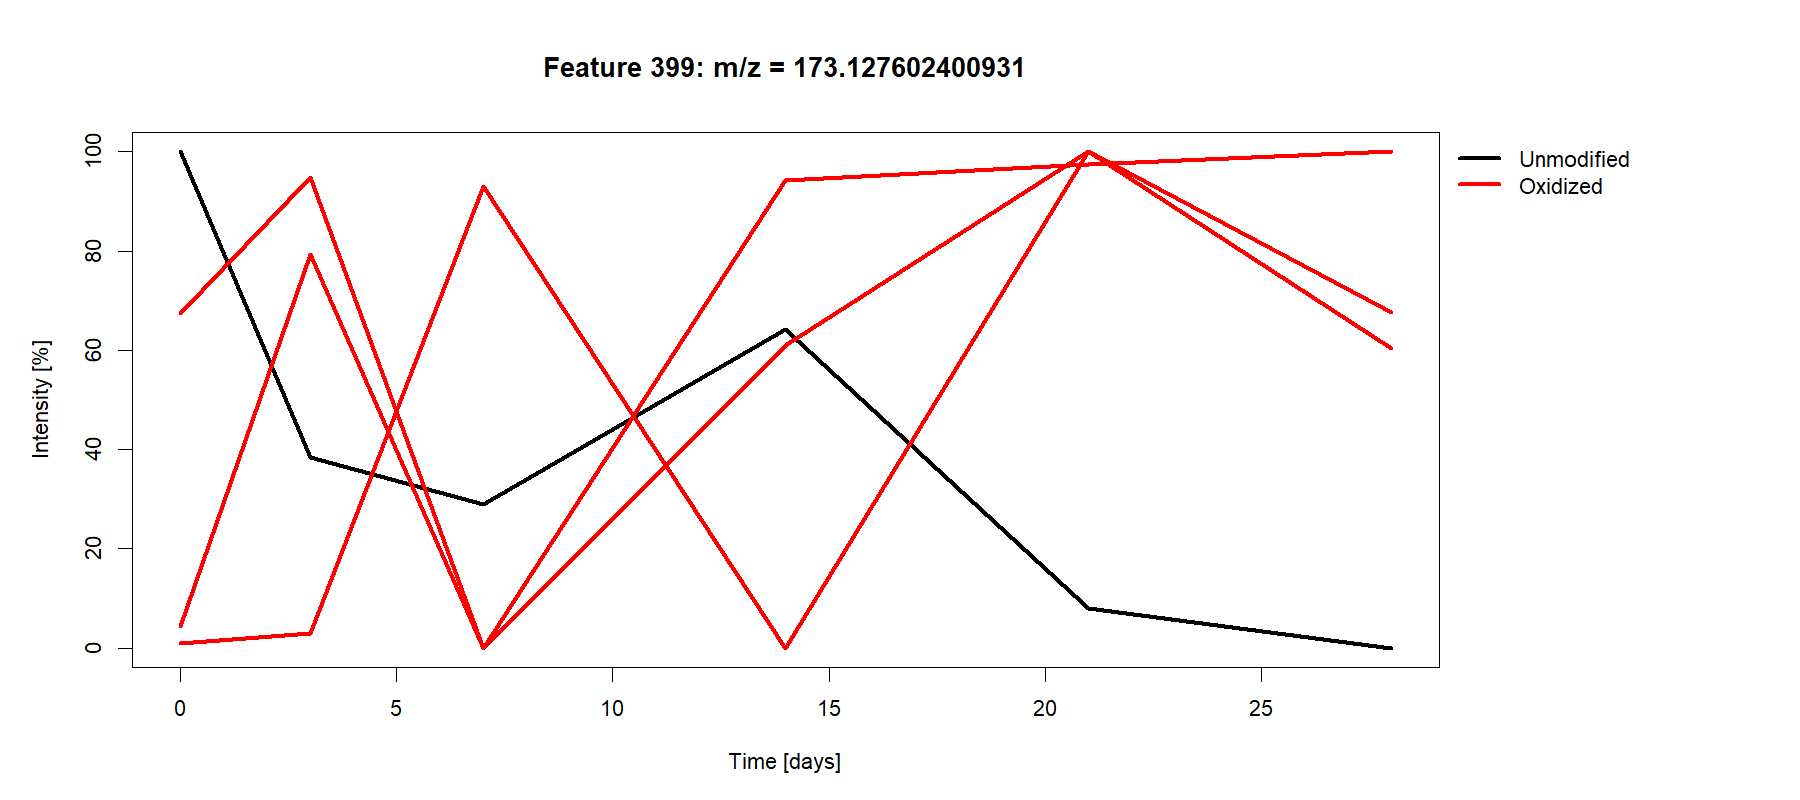 Feature 399: m/z = 173.127602400931
Unmodified
Oxidized
100
80
60
40
20
0
Intensity [%]
0 5 10 15 20 25
Time [days]